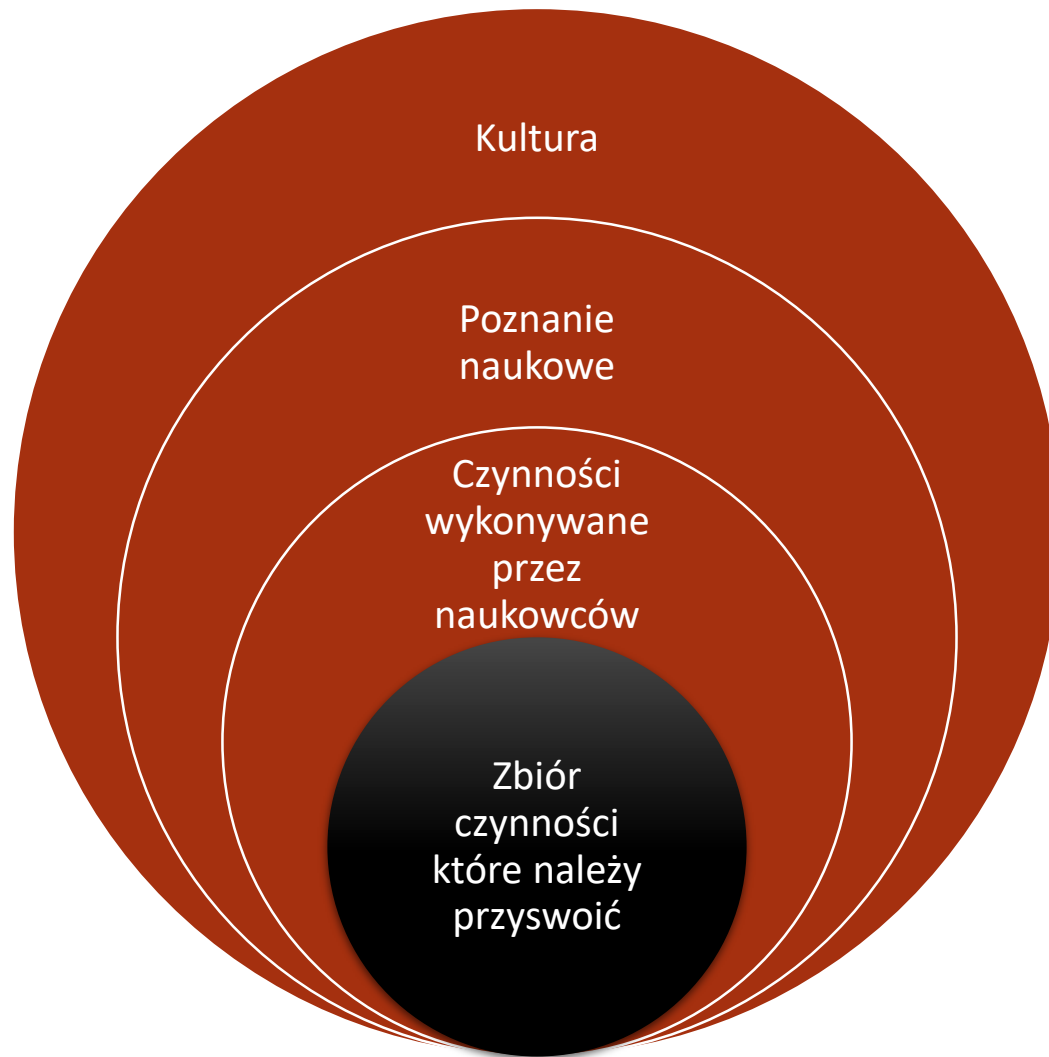 Kultura
Poznanie
naukowe
Czynności
wykonywane
przez
naukowców
Zbiór
czynności
które należy
przyswoić